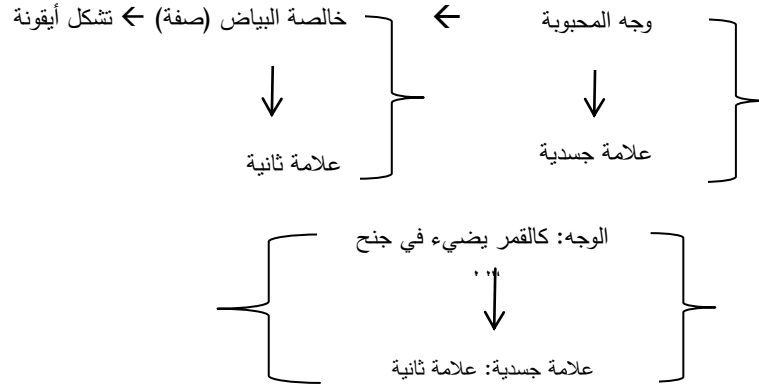 وجه المحبوبة ← خالصة البياض (صفة) ← تشكل أيقونة
علامة جسدية
علامة ثانية
الوجه: كالقمر يضيء في جنح
علامة جسدية: علامة ثانية